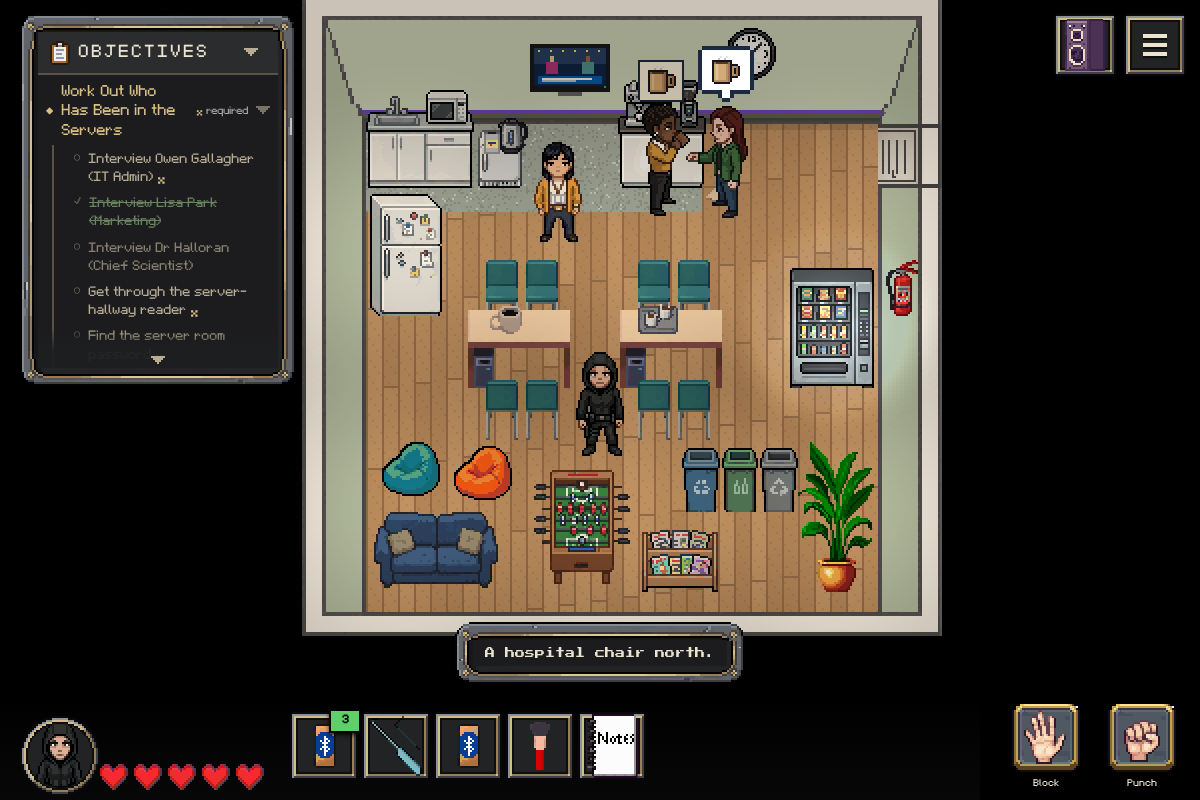 OBJECTIVES
Work Out Who
Has Been in the
Servers
x required
Interview Owen Gallagher
(IT Admin) x
Interview Lisa Park
(Marketing)
Interview Dr Halloran
(Chief Scientist)
Get through the server-
hallway reader x
Find the server room
password
A hospital chair north.
3
Notes
Block
Punch